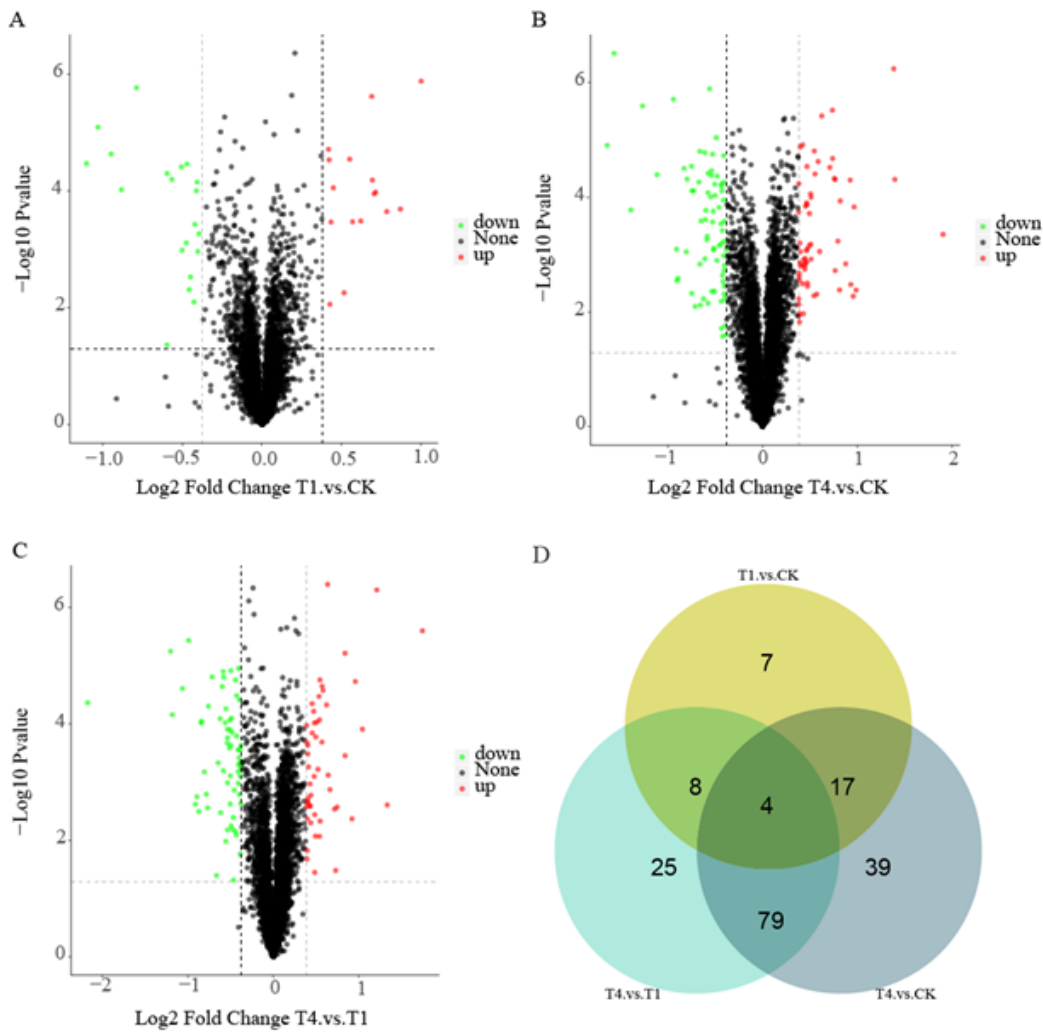 A
−Log10 Pvalue
6
4
2
0
−1.0
−0.5
0.0
0.5
1.0
Log2 Fold Change T1.vs.CK
down
None
up
B
−Log10 Pvalue
6
4
2
0
−1
0
1
2
Log2 Fold Change T4.vs.CK
down
None
up
C
−Log10 Pvalue
6
4
2
0
−2
−1
0
1
Log2 Fold Change T4.vs.T1
down
None
up
D
T1.vs.CK
7
8
4
17
25
39
79
T4.vs.T1
T4.vs.CK